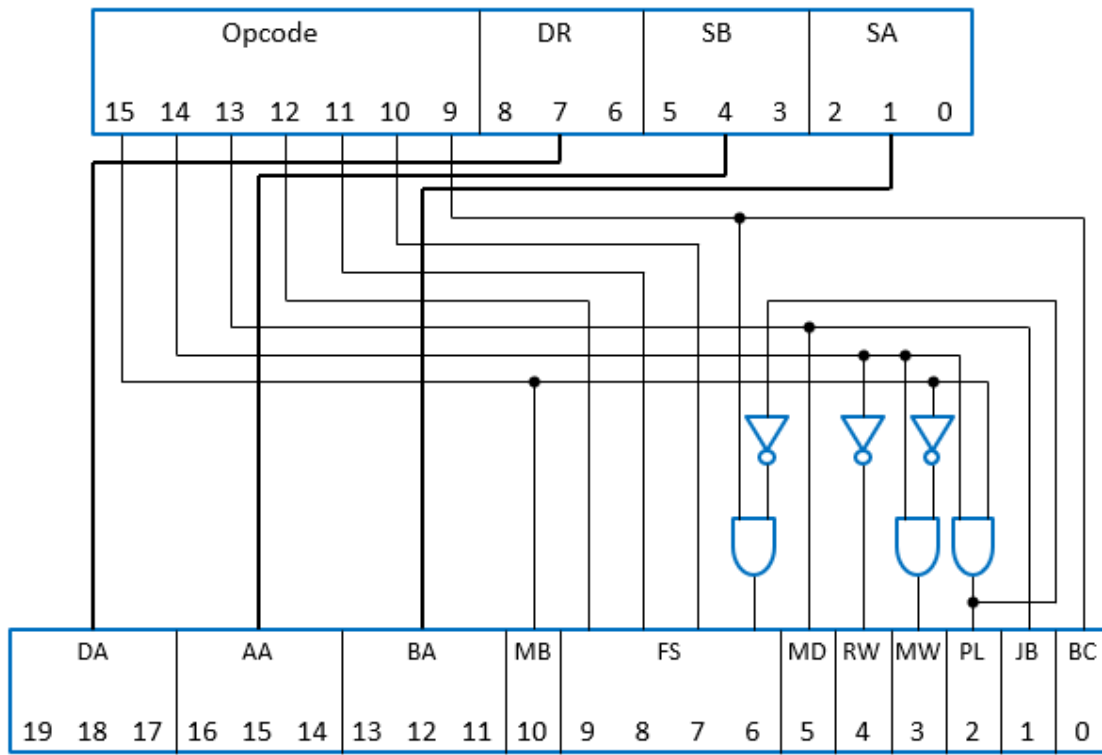 Opcode DR SB SA
15 14 13 12 11 10 9 8 7 6 5 4 3 2 1 0
DA AA BA MB FS MD RW MW PL JB BC
19 18 17 16 15 14 13 12 11 10 9 8 7 6 5 4 3 2 1 0